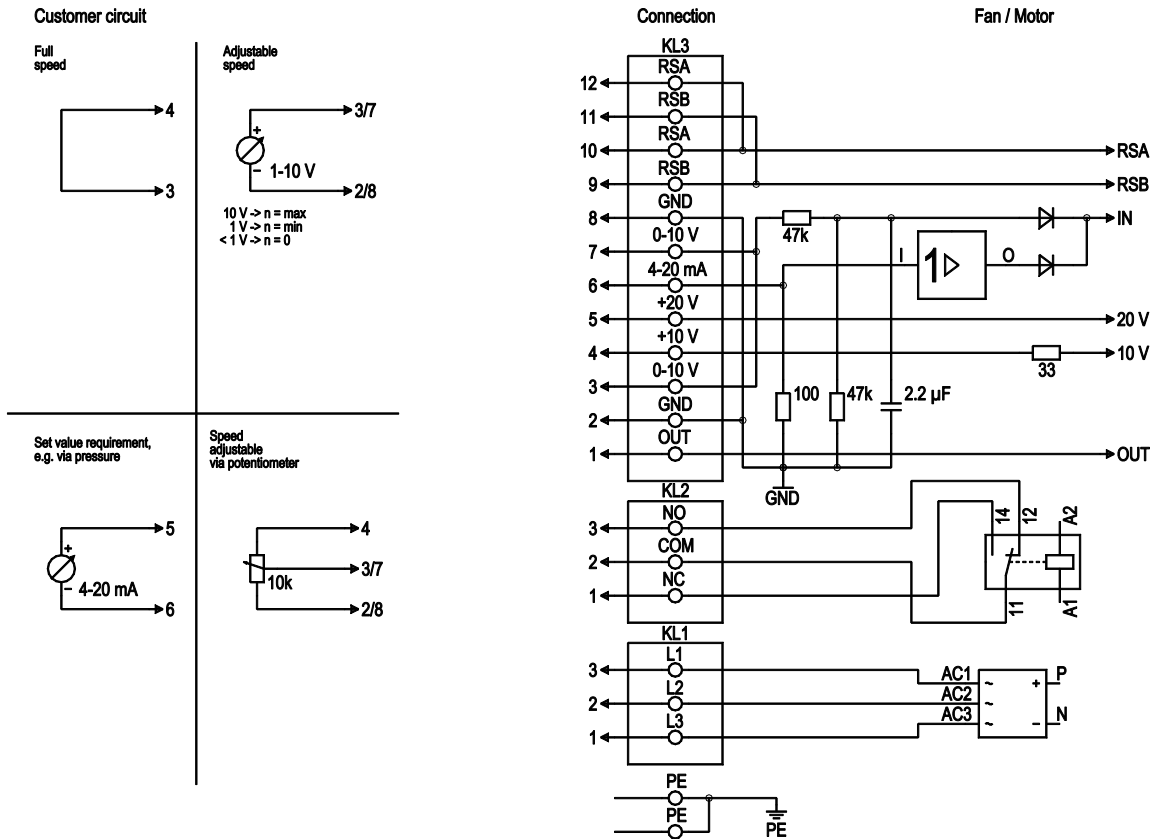 Customer circuit
Full
speed
4
3
Adjustable
speed
3/7
+
1-10 V
−
2/8
10 V -> n = max
1 V -> n = min
< 1 V -> n = 0
Set value requirement,
e.g. via pressure
5
+
4-20 mA
−
6
Speed
adjustable
via potentiometer
4
3/7
10k
2/8
Connection
Fan / Motor
KL3
RSA
12
RSB
11
RSA
10
RSA
RSB
9
RSB
GND
8
IN
47k
0-10 V
7
I
1
O
4-20 mA
6
+20 V
5
20 V
+10 V
4
10 V
33
0-10 V
3
100
47k
2.2 µF
GND
2
OUT
1
OUT
GND
KL2
NO
3
COM
2
NC
1
14
12
A2
11
A1
KL1
L1
3
L2
2
L3
1
AC1
~
+
P
AC2
~
AC3
~
−
N
PE
PE
PE